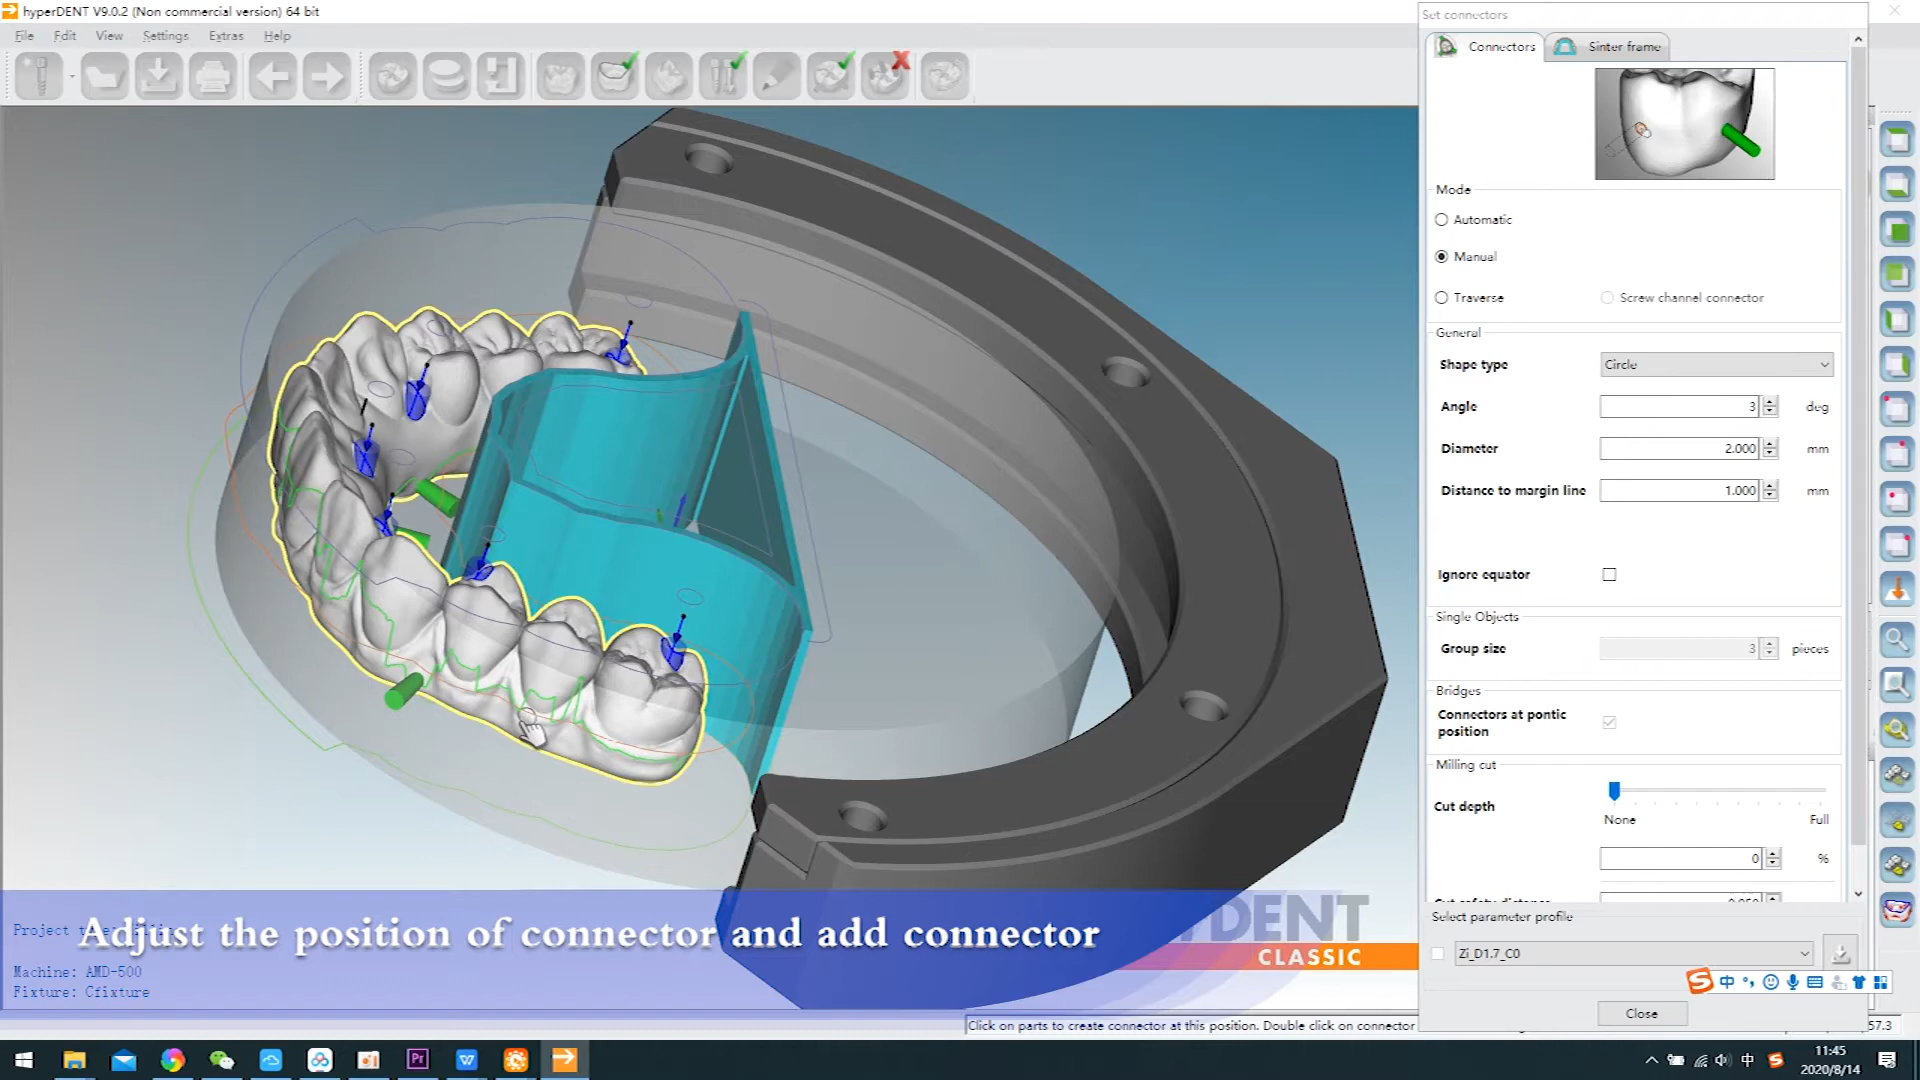 hyperDENT V9.0.2 (Non commercial version) 64 bit
File Edit View Settings Extras Help
Set connectors
Connectors
Sinter frame
Mode
Automatic
Manual
Traverse
Screw channel connector
General
Shape type
Circle
Angle
3
deg
Diameter
2.000
mm
Distance to margin line
1.000
mm
Ignore equator
Single Objects
Group size
3
pieces
Bridges
Connectors at pontic
position
Milling cut
Cut depth
None
Full
0
%
Select parameter profile
Zi_D1.7_C0
Close
DENT
CLASSIC
Adjust the position of connector and add connector
Machine: AMD-500
Fixture: Cfixture
Click on parts to create connector at this position. Double click on connector
57.3
中
中
11:45
2020/8/14